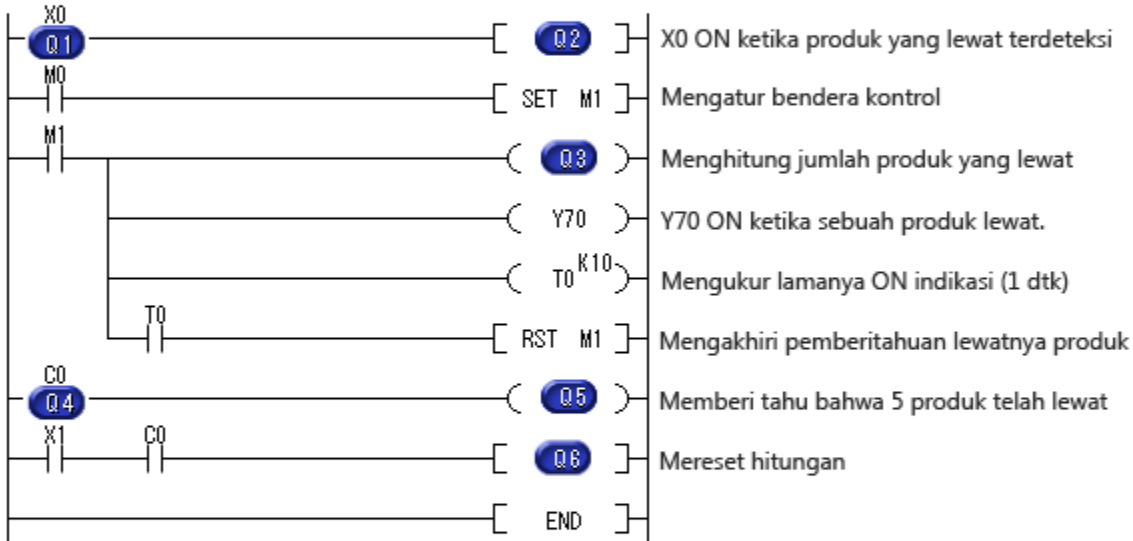 X0
Q1 Q2 X0 ON ketika produk yang lewat terdeteksi
M0
SET M1 Mengatur bendera kontrol
M1
Q3 Menghitung jumlah produk yang lewat
Y70 Y70 ON ketika sebuah produk lewat.
T0 K10 Mengukur lamanya ON indikasi (1 dtk)
T0
RST M1 Mengakhiri pemberitahuan lewatnya produk
C0
Q4 Q5 Memberi tahu bahwa 5 produk telah lewat
X1 C0
Q6 Mereset hitungan
END